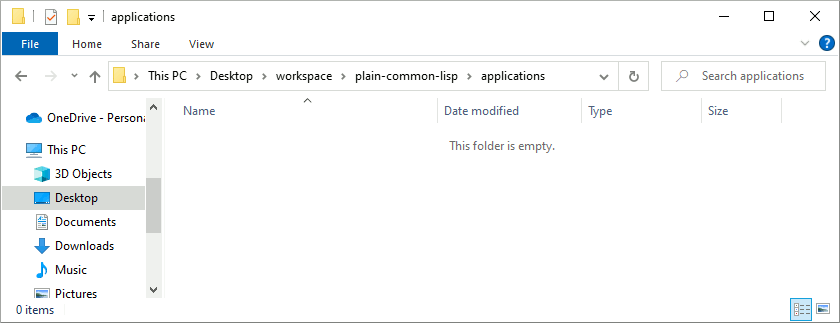 applications
File Home Share View
This PC Desktop workspace plain-common-lisp applications Search applications
Name Date modified Type Size
This folder is empty.
OneDrive - Persona
This PC
3D Objects
Desktop
Documents
Downloads
Music
Pictures
0 items